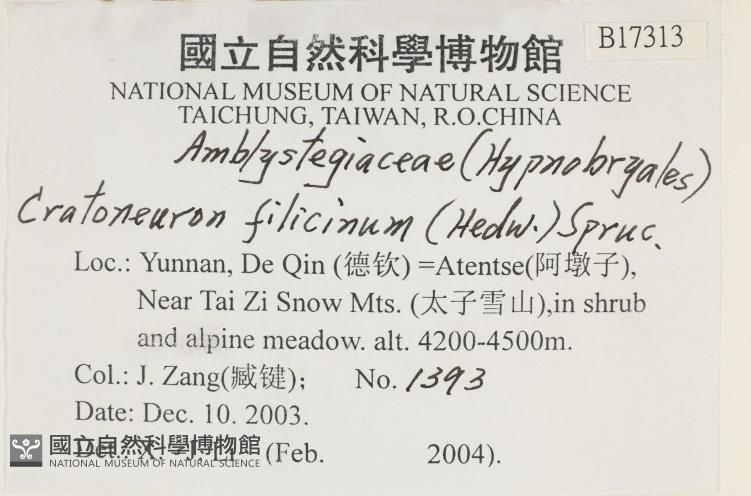 國立自然科學博物館
B17313
NATIONAL MUSEUM OF NATURAL SCIENCE
TAICHUNG, TAIWAN, R.O.CHINA
Amblystegiaceae (Hypnobryales)
Cratoneuron filicinum (Hedw.) Spruc.
Loc.: Yunnan, De Qin (德钦) =Atentse(阿墩子),
Near Tai Zi Snow Mts. (太子雪山),in shrub
and alpine meadow. alt. 4200-4500m.
Col.: J. Zang(臧键); No. 1393
Date: Dec. 10. 2003.
Det.: X. -J. Li (Feb. 2004).
國立自然科學博物館
NATIONAL MUSEUM OF NATURAL SCIENCE